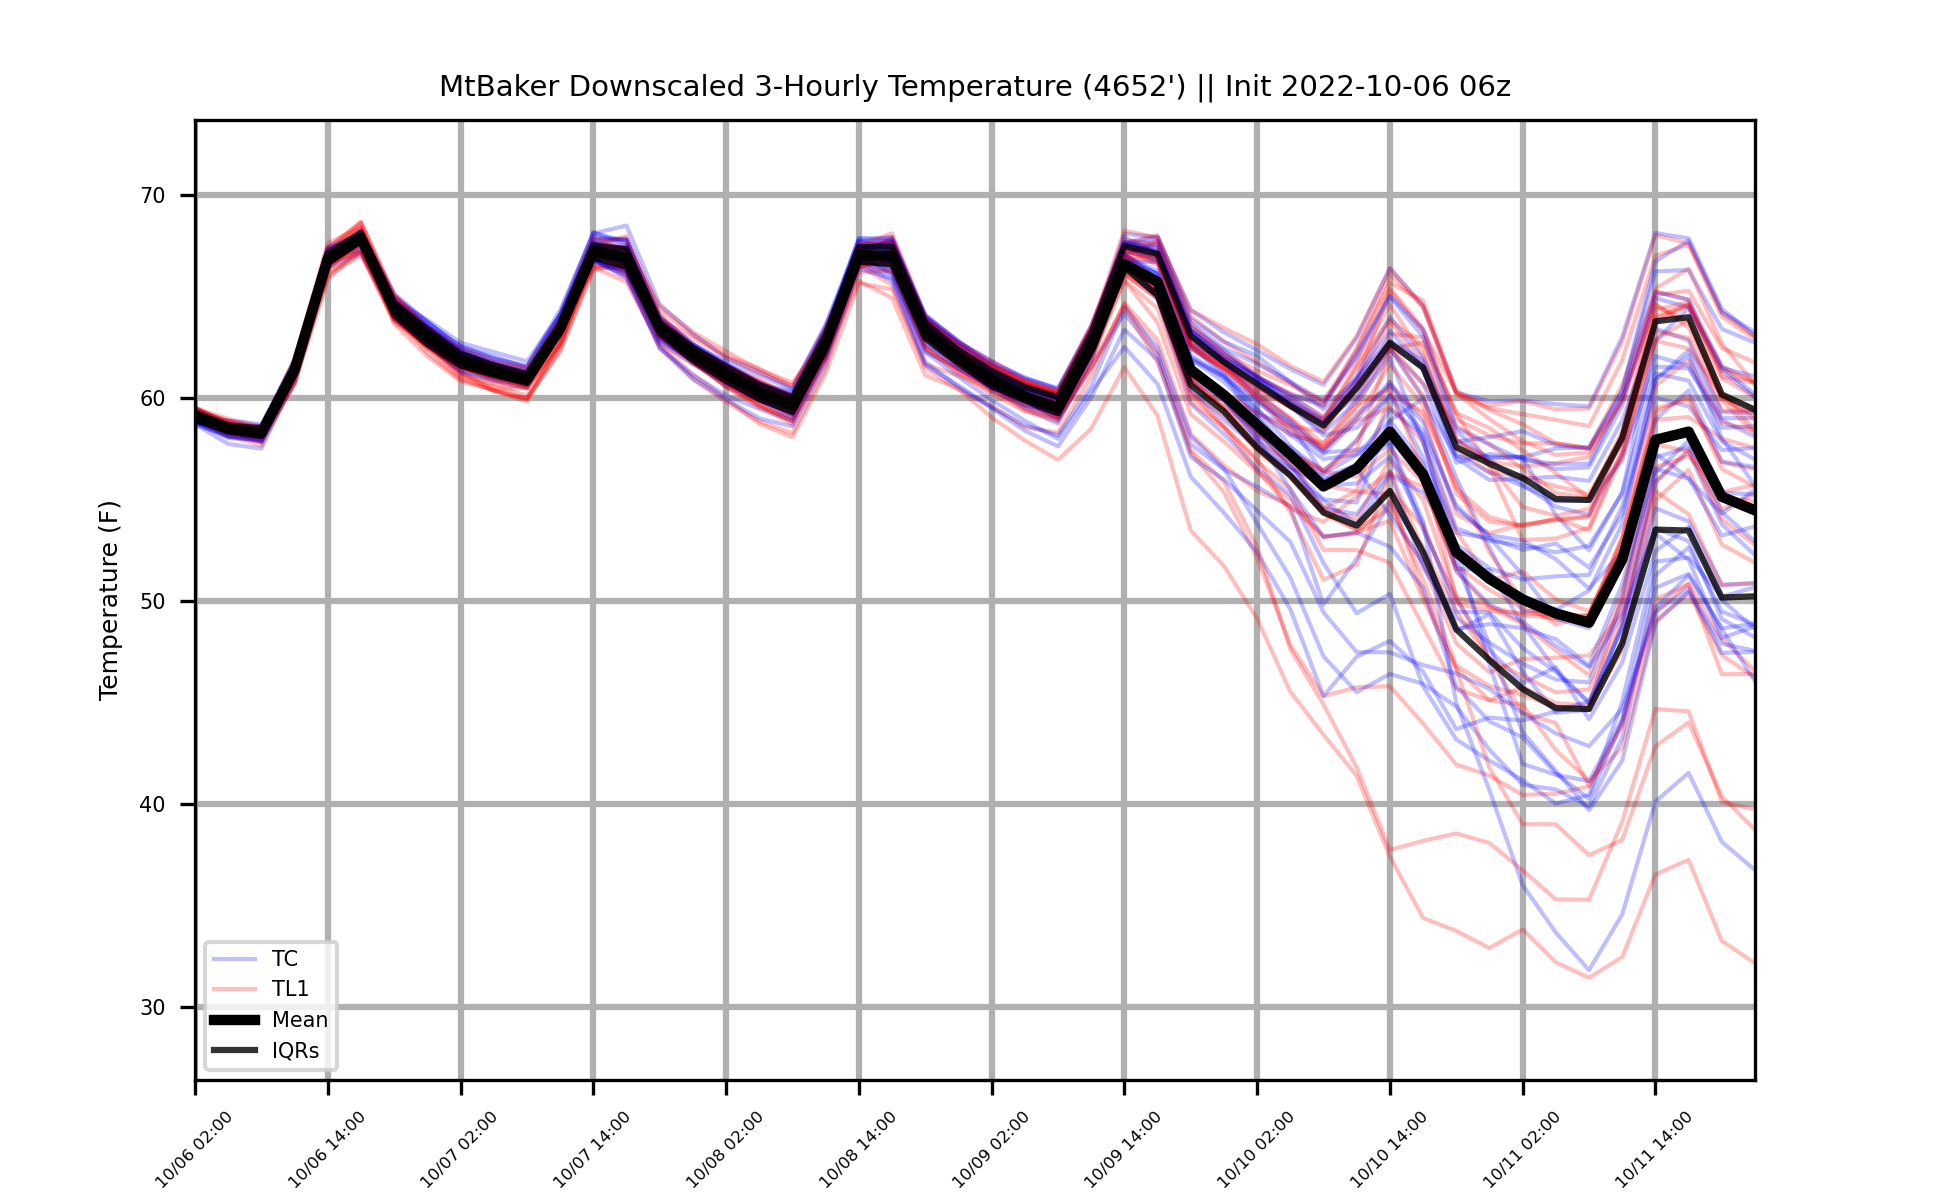 MtBaker Downscaled 3-Hourly Temperature (4652') || Init 2022-10-06 06z
Temperature (F)
70
60
50
40
30
TC
TL1
Mean
IQRs
10/06 02:00
10/06 14:00
10/07 02:00
10/07 14:00
10/08 02:00
10/08 14:00
10/09 02:00
10/09 14:00
10/10 02:00
10/10 14:00
10/11 02:00
10/11 14:00